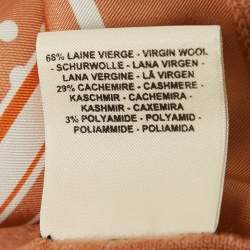 68% LAINE VIERGE - VIRGIN WOOL
- SCHURWOLLE - LANA VIRGEN -
LANA VERGINE - LÃ VIRGEN
29% CACHEMIRE - CASHMERE -
KASCHMIR - CACHEMIRA -
KASHMIR - CAXEMIRA
3% POLYAMIDE - POLYAMID -
POLIAMMIDE - POLIAMIDA